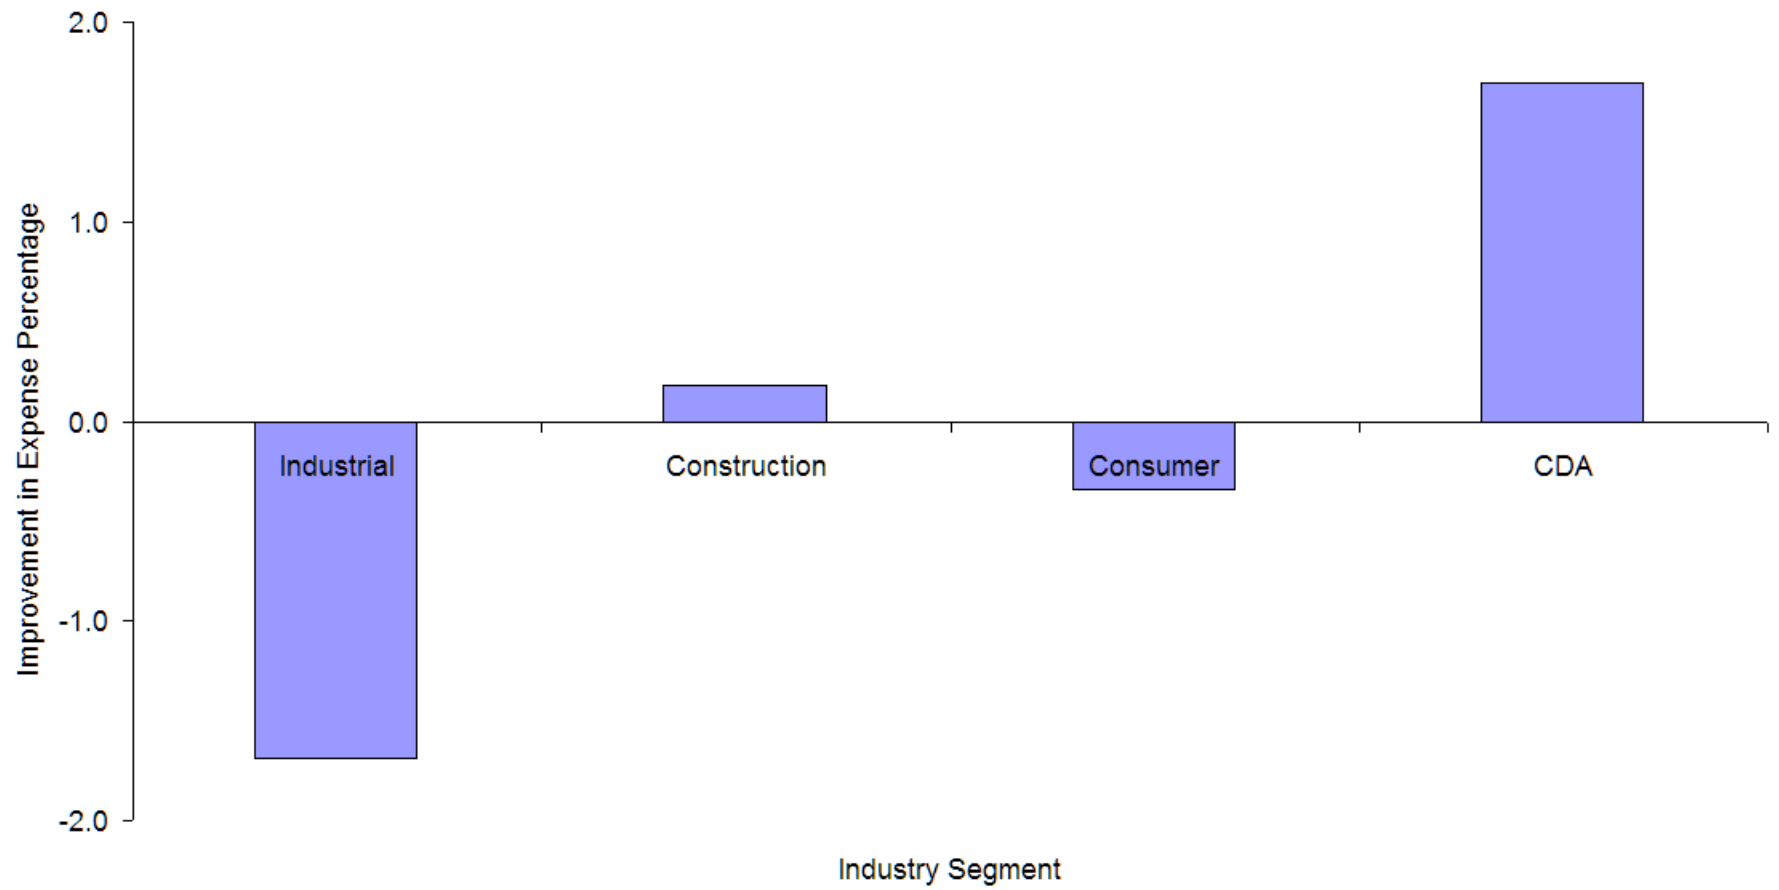 2.0
1.0
0.0
-1.0
-2.0
Improvement in Expense Percentage
Industrial
Construction
Consumer
CDA
Industry Segment